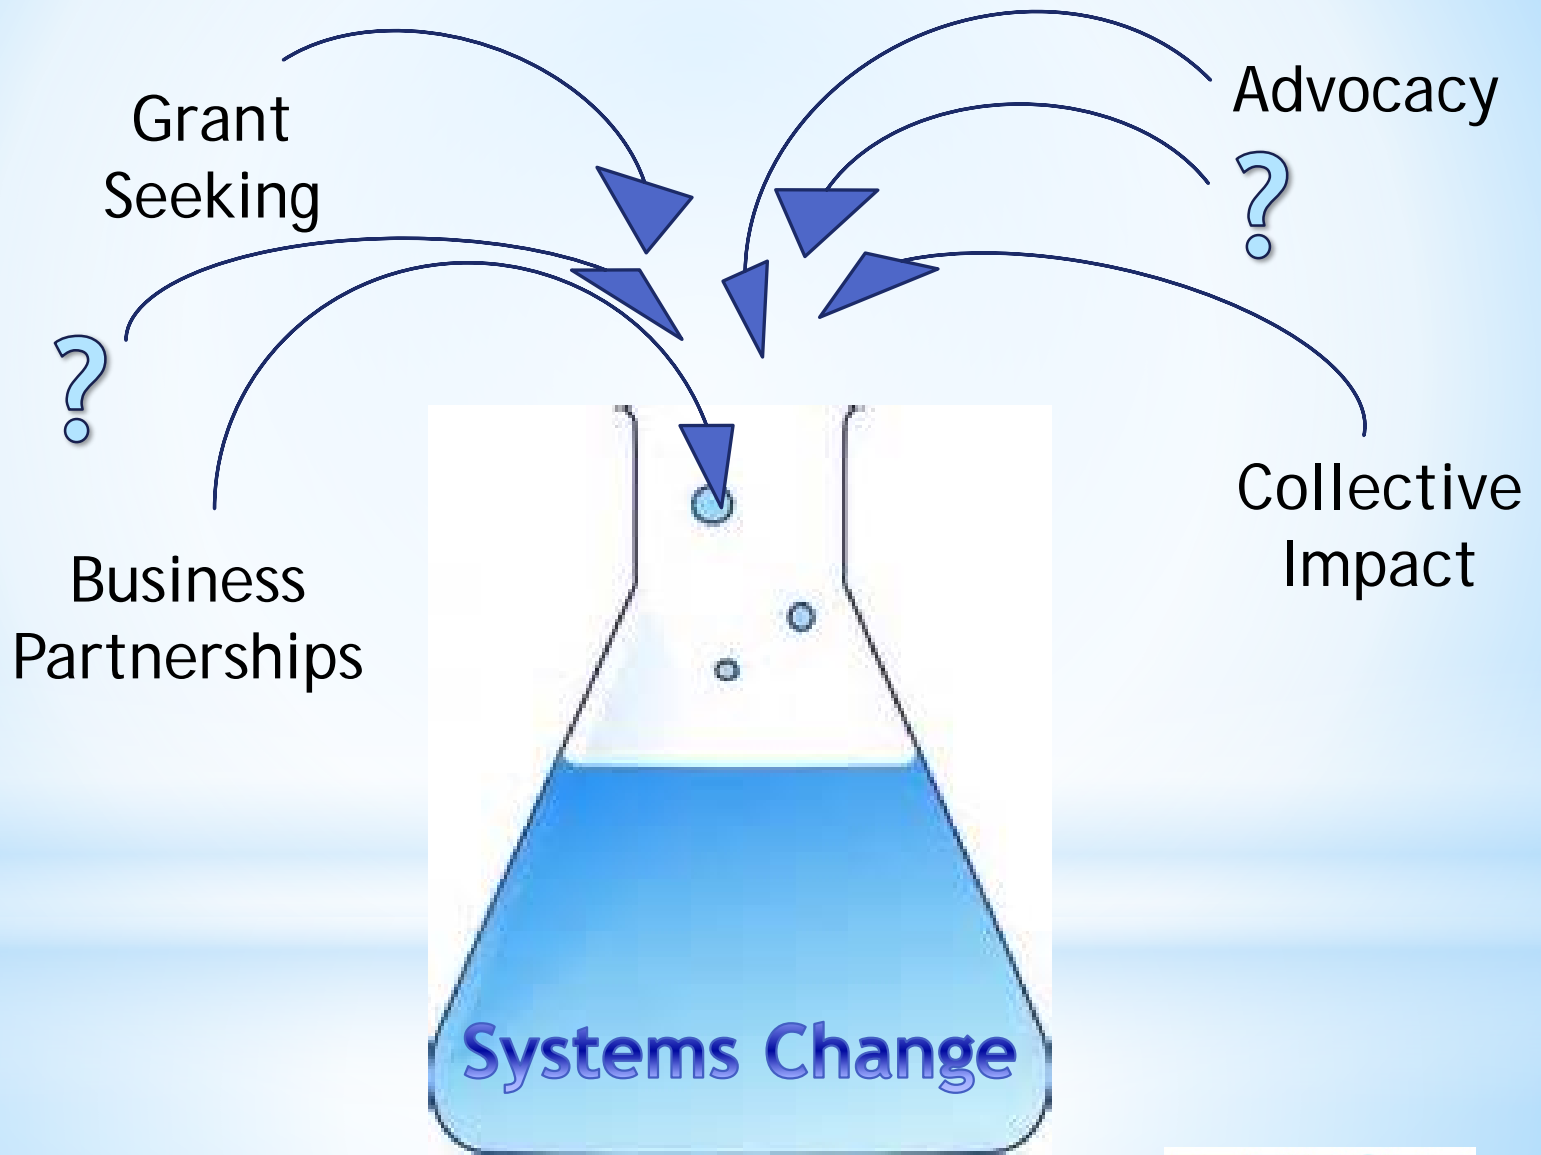 Grant
Seeking
Advocacy
?
?
Business
Partnerships
Collective
Impact
Systems Change